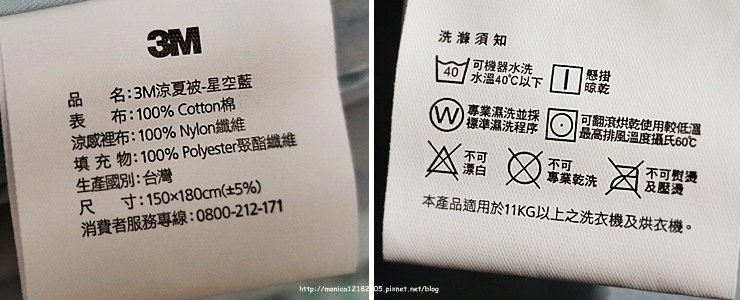 3M
品 名:3M涼夏被-星空藍
表 布:100% Cotton棉
涼感裡布:100% Nylon纖維
填 充 物:100% Polyester聚酯纖維
生產國別:台灣
尺 寸:150×180cm(±5%)
消費者服務專線:0800-212-171
洗滌須知
40 可機器水洗
水溫40℃以下
懸掛
晾乾
W 專業濕洗並採
標準濕洗程序
可翻滾烘乾使用較低溫
最高排風溫度攝氏60℃
不可
漂白
不可
專業乾洗
不可熨燙
及壓燙
本產品適用於11KG以上之洗衣機及烘衣機。